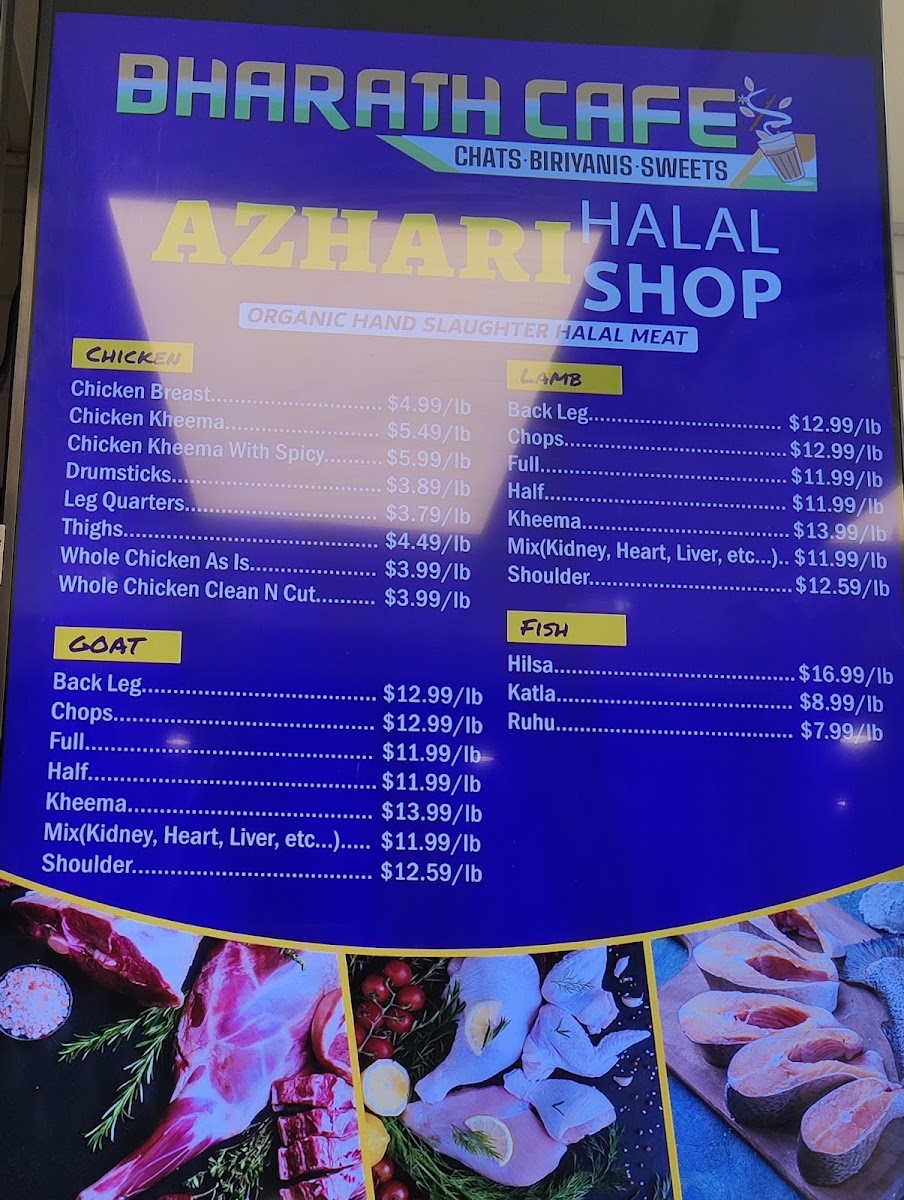 BHARATH CAFE
CHATS·BIRIYANIS·SWEETS
AZHARI HALAL SHOP
ORGANIC HAND SLAUGHTER HALAL MEAT
CHICKEN
Chicken Breast.............................. $4.99/lb
Chicken Kheema........................... $5.49/lb
Chicken Kheema With Spicy.......... $5.99/lb
Drumsticks.................................... $3.89/lb
Leg Quarters................................. $3.79/lb
Thighs............................................ $4.49/lb
Whole Chicken As Is...................... $3.99/lb
Whole Chicken Clean N Cut.......... $3.99/lb
GOAT
Back Leg........................................ $12.99/lb
Chops............................................. $12.99/lb
Full................................................. $11.99/lb
Half................................................. $11.99/lb
Kheema.......................................... $13.99/lb
Mix(Kidney, Heart, Liver, etc...)..... $11.99/lb
Shoulder......................................... $12.59/lb
LAMB
Back Leg.................................. $12.99/lb
Chops....................................... $12.99/lb
Full........................................... $11.99/lb
Half........................................... $11.99/lb
Kheema.................................... $13.99/lb
Mix(Kidney, Heart, Liver, etc...).. $11.99/lb
Shoulder................................... $12.59/lb
FISH
Hilsa.......................................... $16.99/lb
Katla......................................... $8.99/lb
Ruhu......................................... $7.99/lb